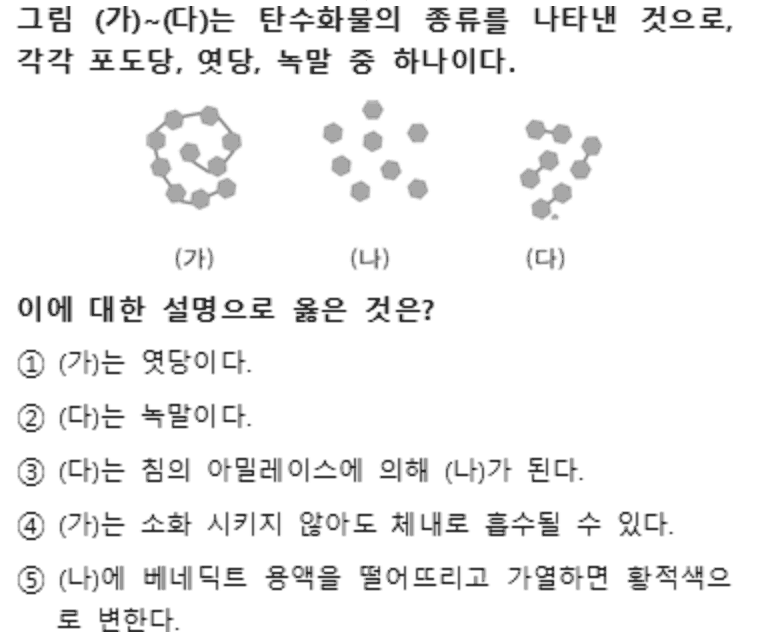 그림 (가)~(다)는 탄수화물의 종류를 나타낸 것으로,
각각 포도당, 엿당, 녹말 중 하나이다.
(가) (나) (다)
이에 대한 설명으로 옳은 것은?
① (가)는 엿당이다.
② (다)는 녹말이다.
③ (다)는 침의 아밀레이스에 의해 (나)가 된다.
④ (가)는 소화 시키지 않아도 체내로 흡수될 수 있다.
⑤ (나)에 베네딕트 용액을 떨어뜨리고 가열하면 황적색으
로 변한다.